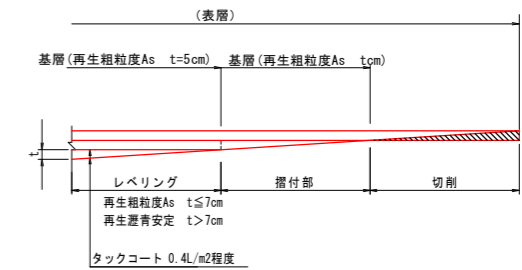 (表層)
基層(再生粗粒度As t=5cm)
基層(再生粗粒度As tcm)
t
レベリング
摺付部
切削
再生粗粒度As t≦7cm
再生瀝青安定 t＞7cm
タックコート 0.4L/m2程度